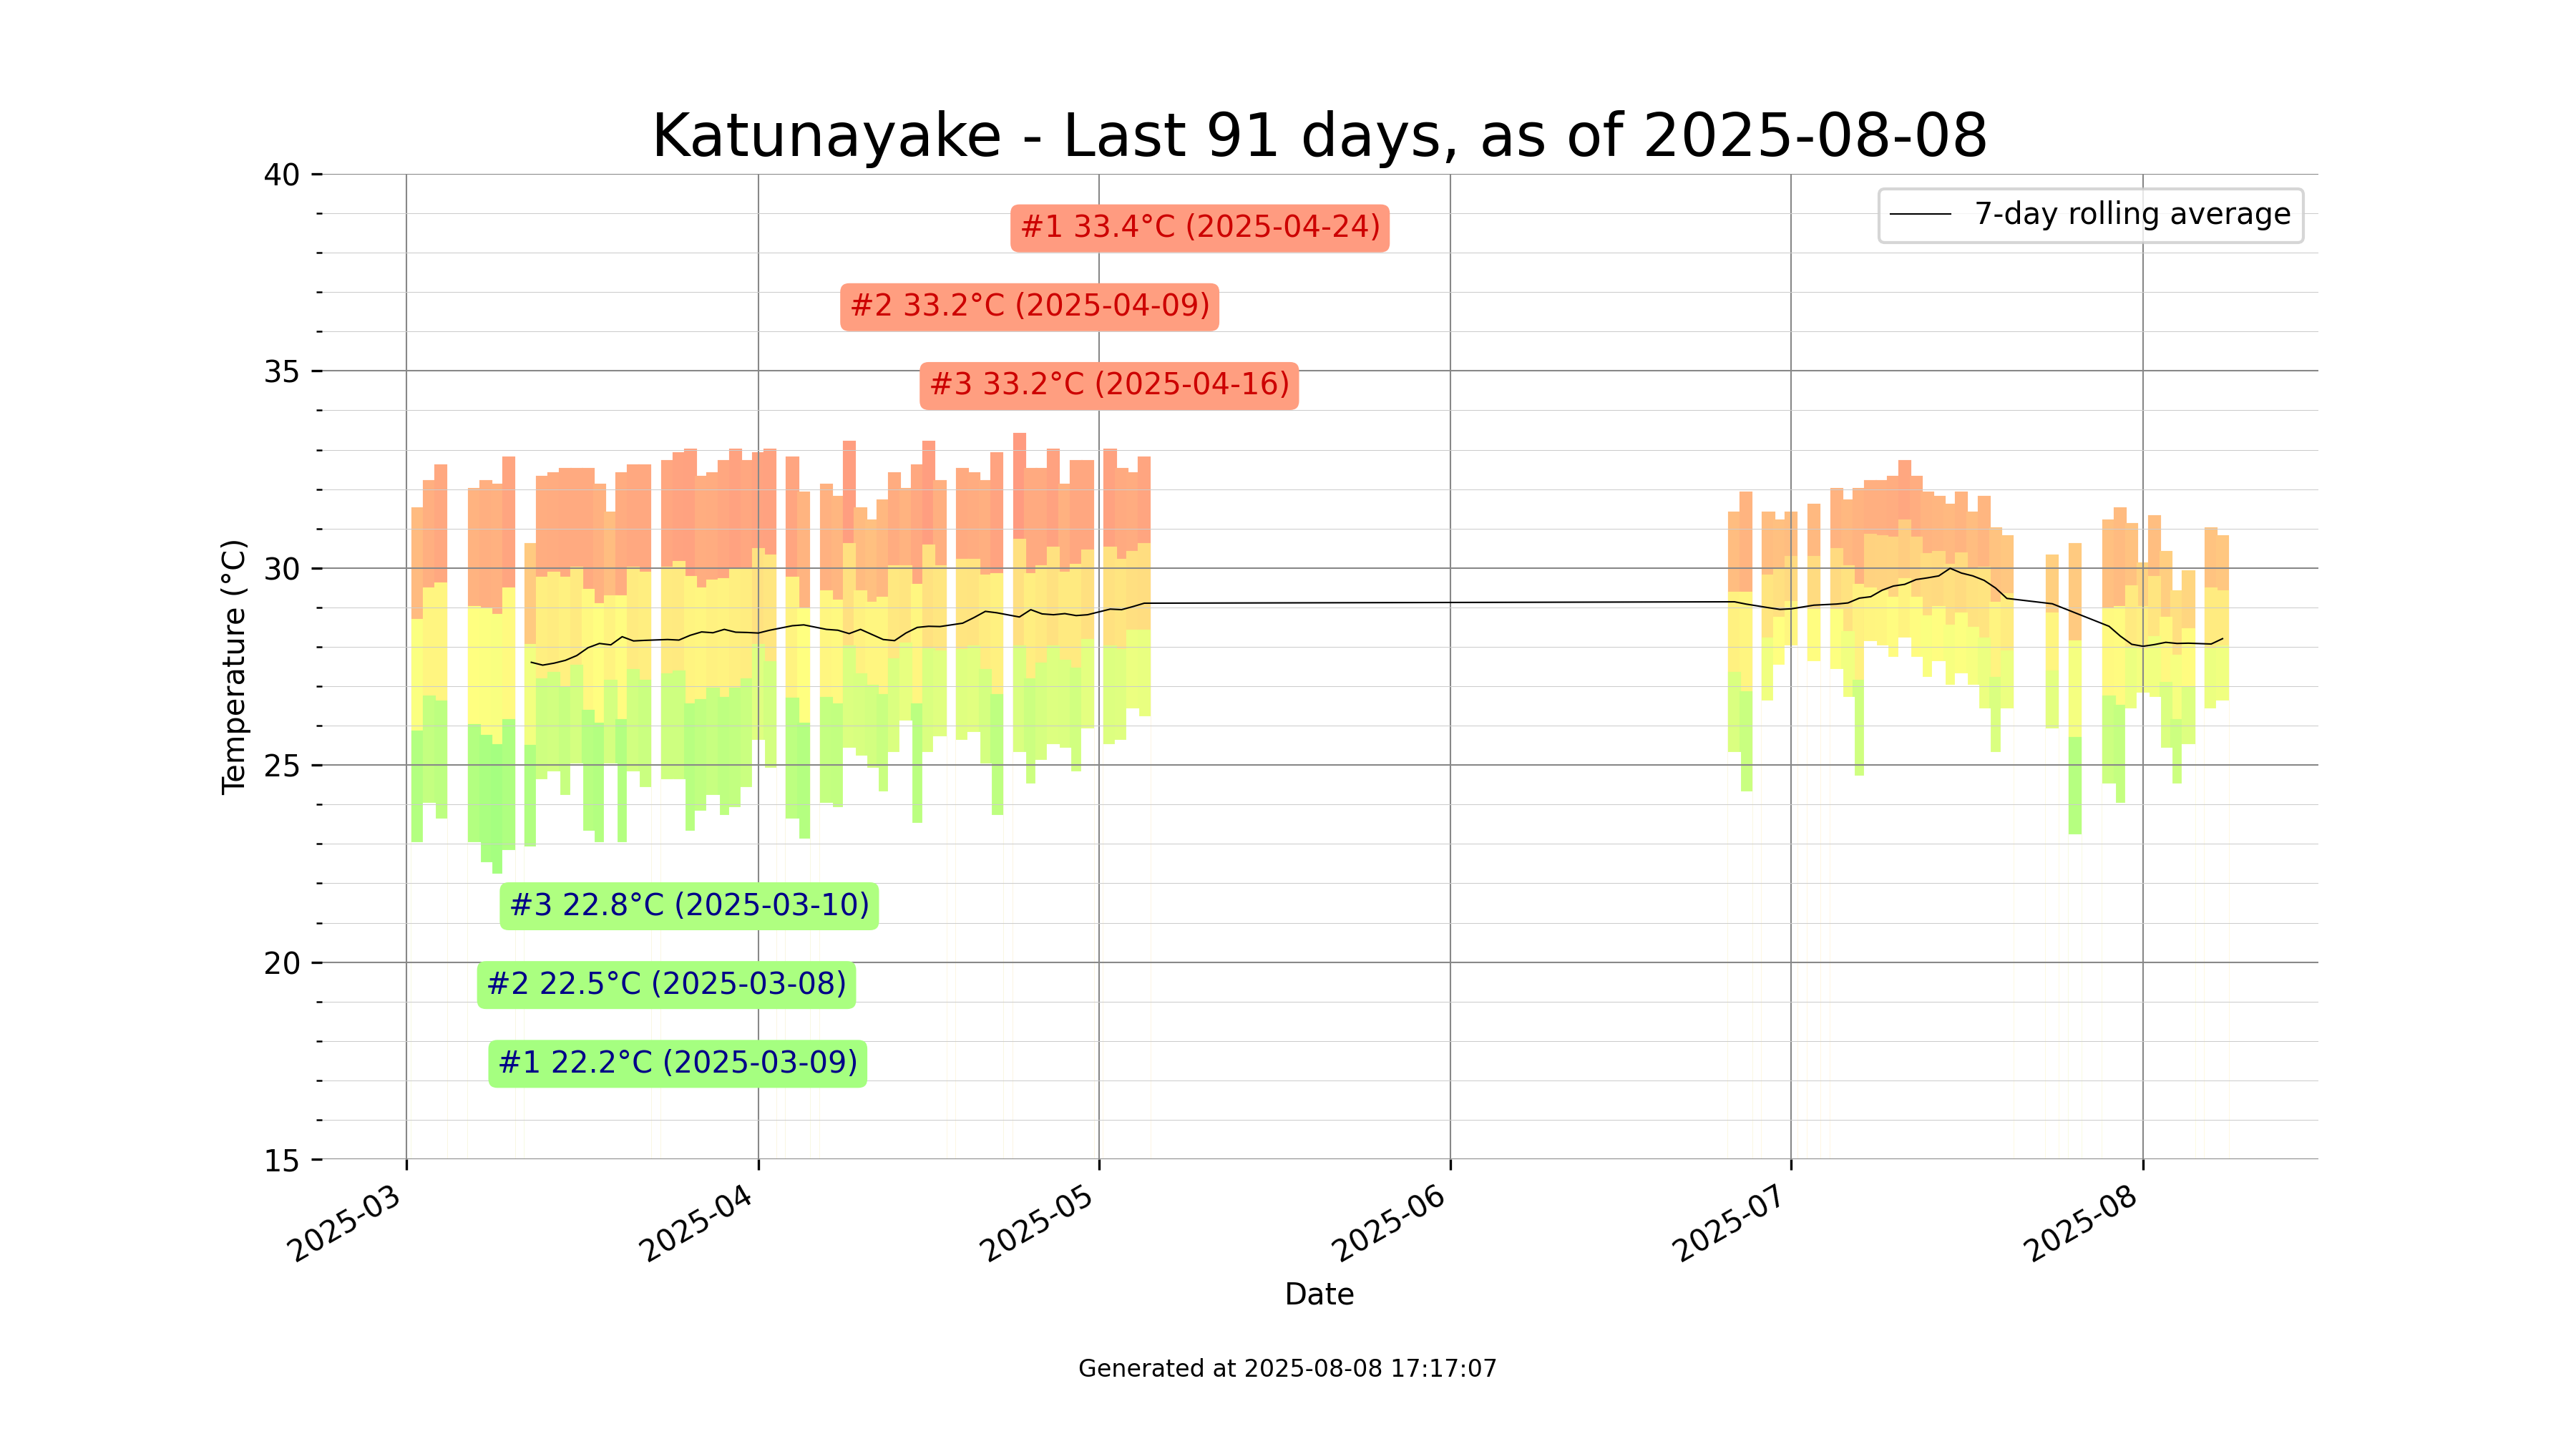 Katunayake - Last 91 days, as of 2025-08-08
40
35
30
25
20
15
Temperature (°C)
7-day rolling average
#1 33.4°C (2025-04-24)
#2 33.2°C (2025-04-09)
#3 33.2°C (2025-04-16)
#3 22.8°C (2025-03-10)
#2 22.5°C (2025-03-08)
#1 22.2°C (2025-03-09)
2025-03
2025-04
2025-05
2025-06
2025-07
2025-08
Date
Generated at 2025-08-08 17:17:07